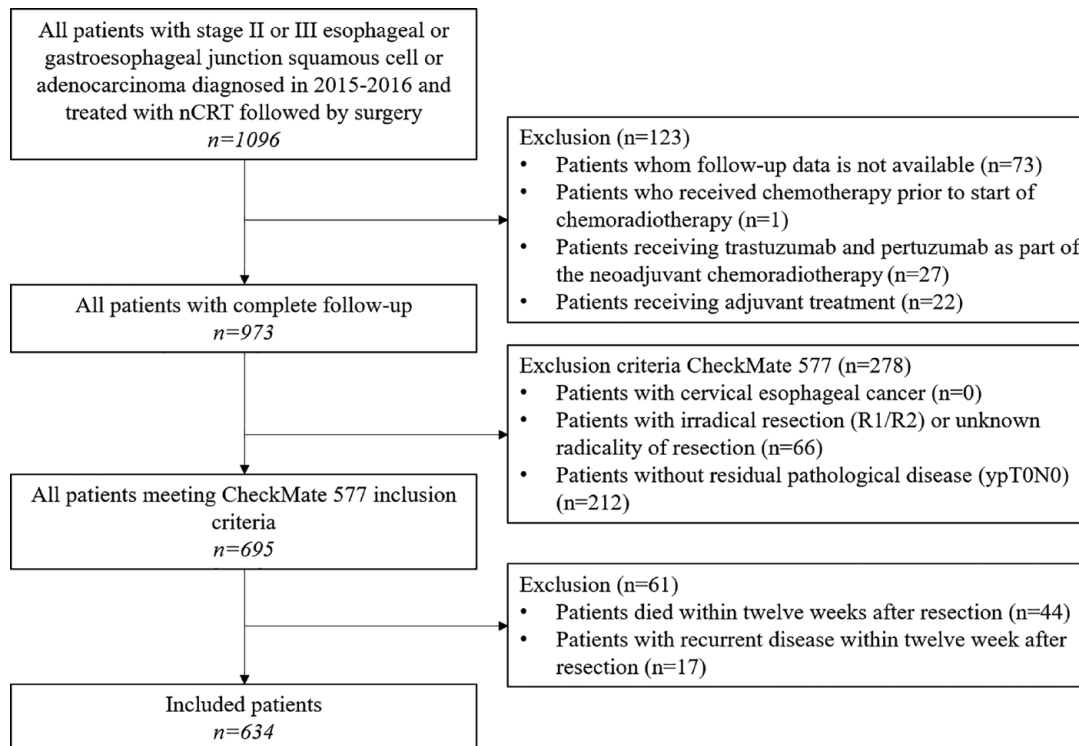 All patients with stage II or III esophageal or
gastroesophageal junction squamous cell or
adenocarcinoma diagnosed in 2015-2016 and
treated with nCRT followed by surgery
n=1096
Exclusion (n=123)
• Patients whom follow-up data is not available (n=73)
• Patients who received chemotherapy prior to start of
chemoradiotherapy (n=1)
• Patients receiving trastuzumab and pertuzumab as part of
the neoadjuvant chemoradiotherapy (n=27)
• Patients receiving adjuvant treatment (n=22)
All patients with complete follow-up
n=973
Exclusion criteria CheckMate 577 (n=278)
• Patients with cervical esophageal cancer (n=0)
• Patients with irradical resection (R1/R2) or unknown
radicality of resection (n=66)
• Patients without residual pathological disease (ypT0N0)
(n=212)
All patients meeting CheckMate 577 inclusion
criteria
n=695
Exclusion (n=61)
• Patients died within twelve weeks after resection (n=44)
• Patients with recurrent disease within twelve week after
resection (n=17)
Included patients
n=634